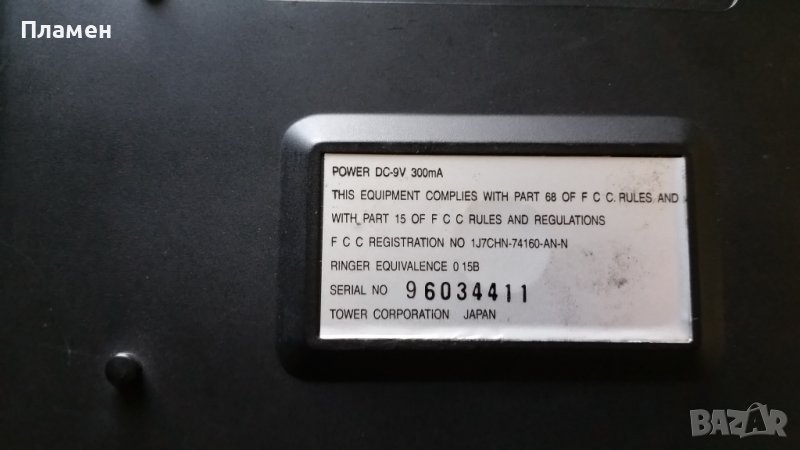 Пламен
POWER DC-9V 300mA
THIS EQUIPMENT COMPLIES WITH PART 68 OF F C C. RULES AND
WITH PART 15 OF F C C RULES AND REGULATIONS
F C C REGISTRATION NO 1J7CHN-74160-AN-N
RINGER EQUIVALENCE 0 15B
SERIAL NO 96034411
TOWER CORPORATION JAPAN
BAZAR